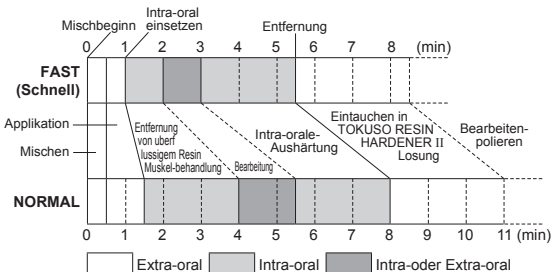 Mischbeginn
Intra-oral
einsetzen
Entfernung
0 1 2 3 4 5 6 7 8 (min)
FAST
(Schnell)
Applikation
Mischen
Entfernung
von uberf
lussigem Resin
Muskel-behandlung
Bearbeitung
Intra-orale-
Aushärtung
Eintauchen in
TOKUSO RESIN
HARDENER II
Losung
Bearbeiten-
polieren
NORMAL
0 1 2 3 4 5 6 7 8 9 10 11 (min)
Extra-oral Intra-oral Intra-oder Extra-oral